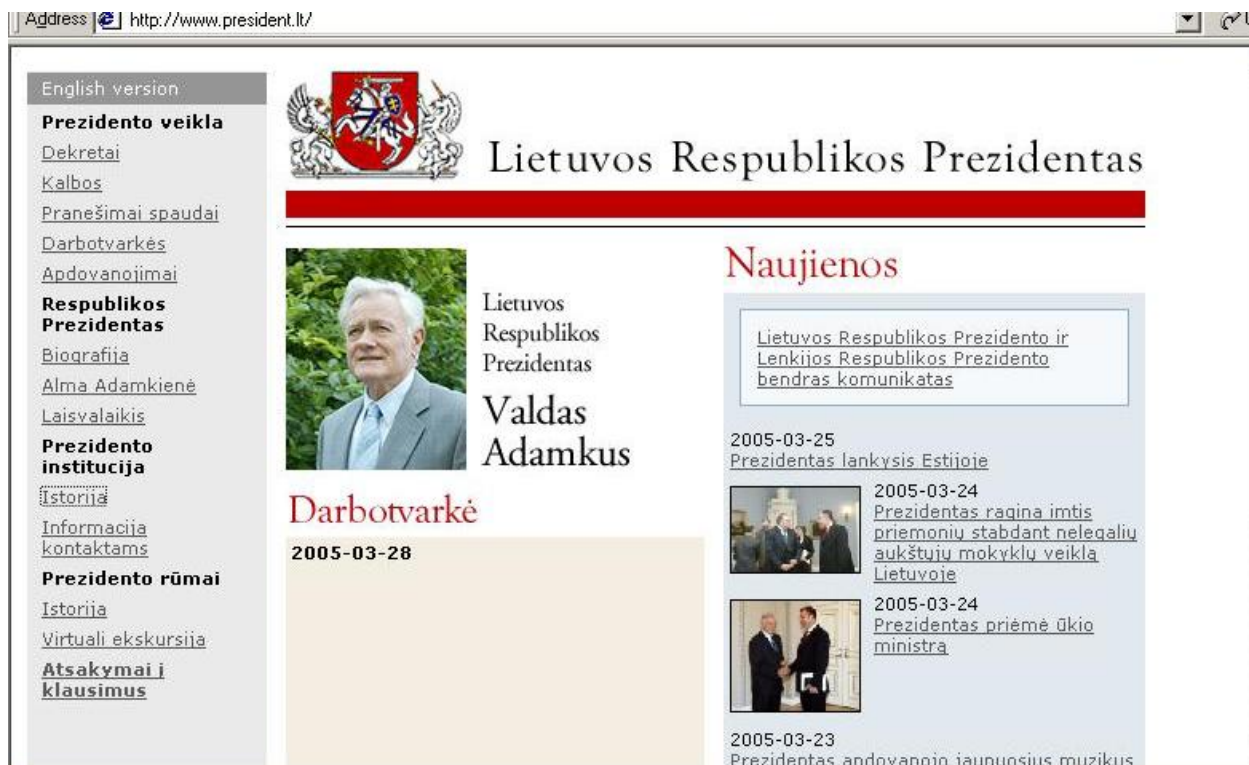 Address http://www.president.lt/
English version
Prezidento veikla
Dekretai
Kalbos
Pranešimai spaudai
Darbotvarkės
Apdovanojimai
Respublikos
Prezidentas
Biografija
Alma Adamkienė
Laisvalaikis
Prezidento
institucija
Istorija
Informacija
kontaktams
Prezidento rūmai
Istorija
Virtuali ekskursija
Atsakymai į
klausimus
Lietuvos Respublikos Prezidentas
Lietuvos
Respublikos
Prezidentas
Valdas
Adamkus
Darbotvarkė
2005-03-28
Naujienos
Lietuvos Respublikos Prezidento ir
Lenkijos Respublikos Prezidento
bendras komunikatas
2005-03-25
Prezidentas lankysis Estijoje
2005-03-24
Prezidentas ragina imtis
priemonių stabdant nelegalių
aukštųjų mokyklų veiklą
Lietuvoje
2005-03-24
Prezidentas priėmė ūkio
ministrą
2005-03-23
Prezidentas apdovanojo jaunuosius muzikus